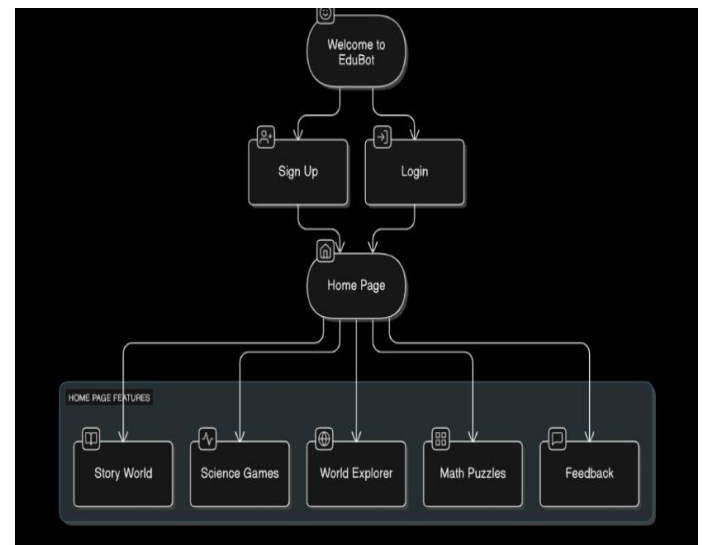 Welcome to
EduBot
Sign Up
Login
Home Page
HOME PAGE FEATURES
Story World
Science Games
World Explorer
Math Puzzles
Feedback